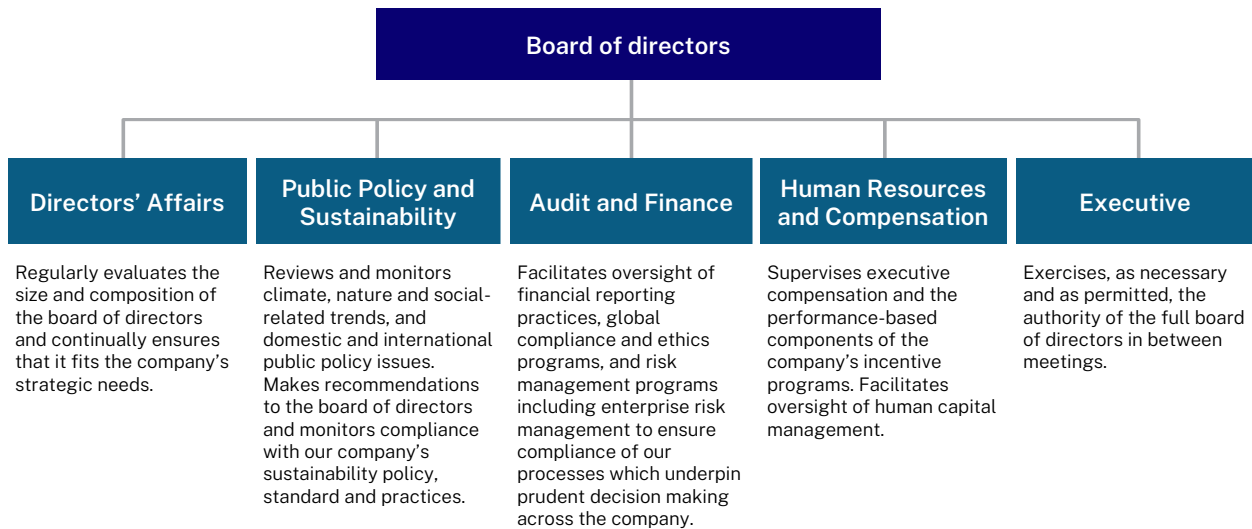 Board of directors
Directors’ Affairs
Regularly evaluates the
size and composition of
the board of directors
and continually ensures
that it fits the company’s
strategic needs.
Public Policy and
Sustainability
Reviews and monitors
climate, nature and social-
related trends, and
domestic and international
public policy issues.
Makes recommendations
to the board of directors
and monitors compliance
with our company’s
sustainability policy,
standard and practices.
Audit and Finance
Facilitates oversight of
financial reporting
practices, global
compliance and ethics
programs, and risk
management programs
including enterprise risk
management to ensure
compliance of our
processes which underpin
prudent decision making
across the company.
Human Resources
and Compensation
Supervises executive
compensation and the
performance-based
components of the
company’s incentive
programs. Facilitates
oversight of human capital
management.
Executive
Exercises, as necessary
and as permitted, the
authority of the full board
of directors in between
meetings.